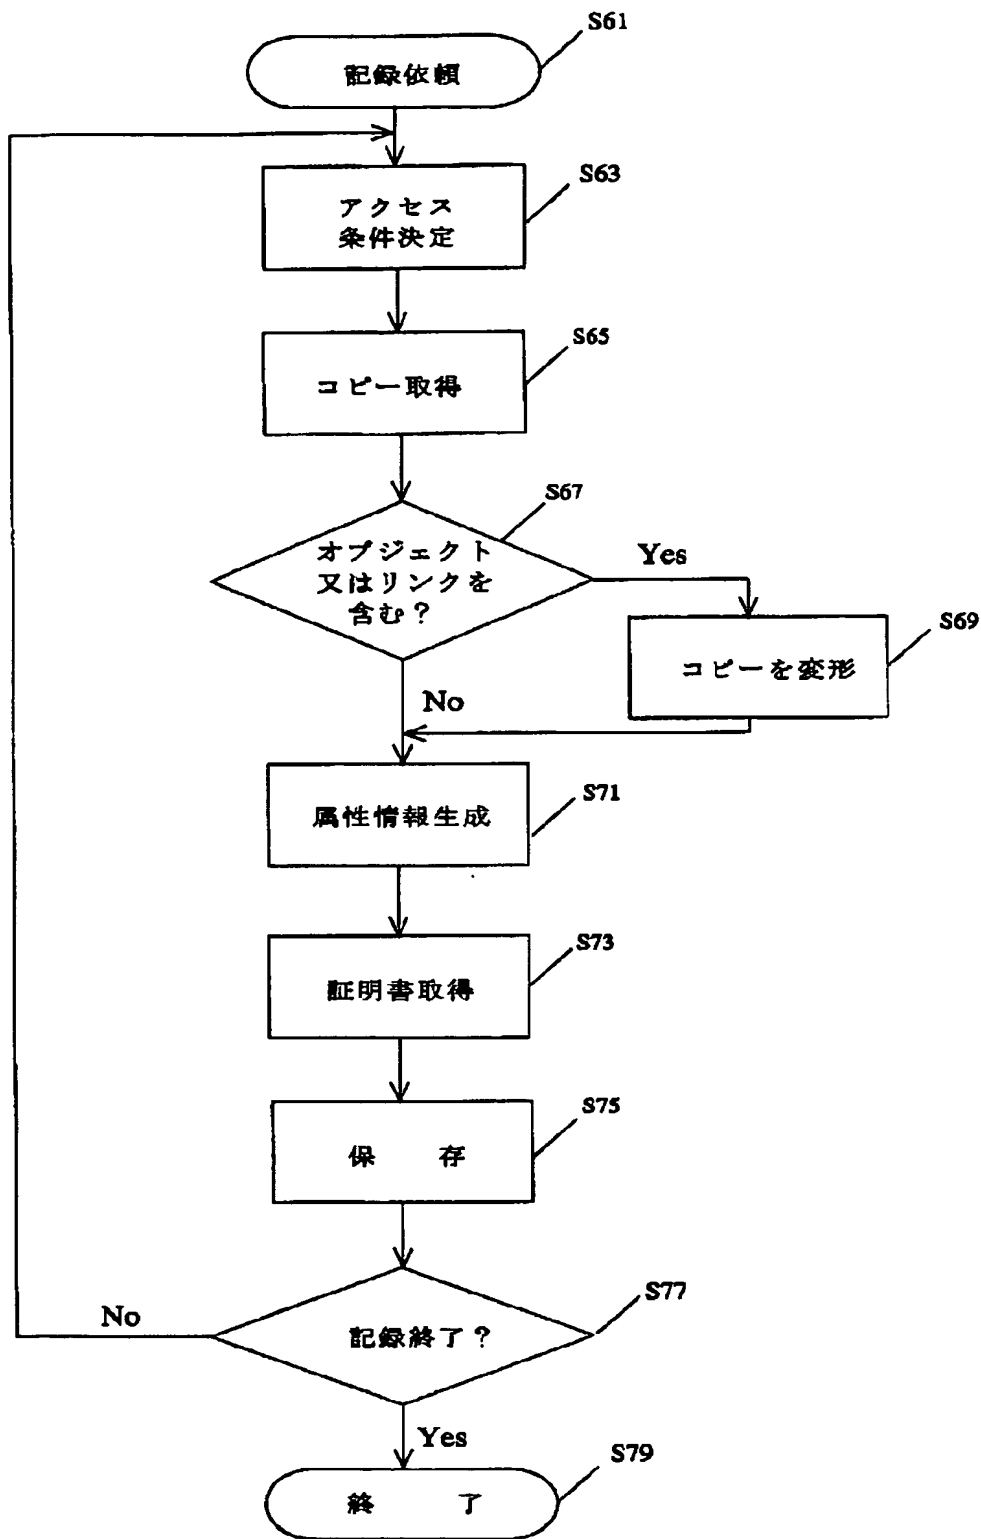 S61
記録依頼
S63
アクセス
条件決定
S65
コピー取得
S67
オブジェクト
又はリンクを
含む？
Yes
S69
コピーを変形
No
S71
属性情報生成
S73
証明書取得
S75
保 存
S77
記録終了？
No
Yes
S79
終 了